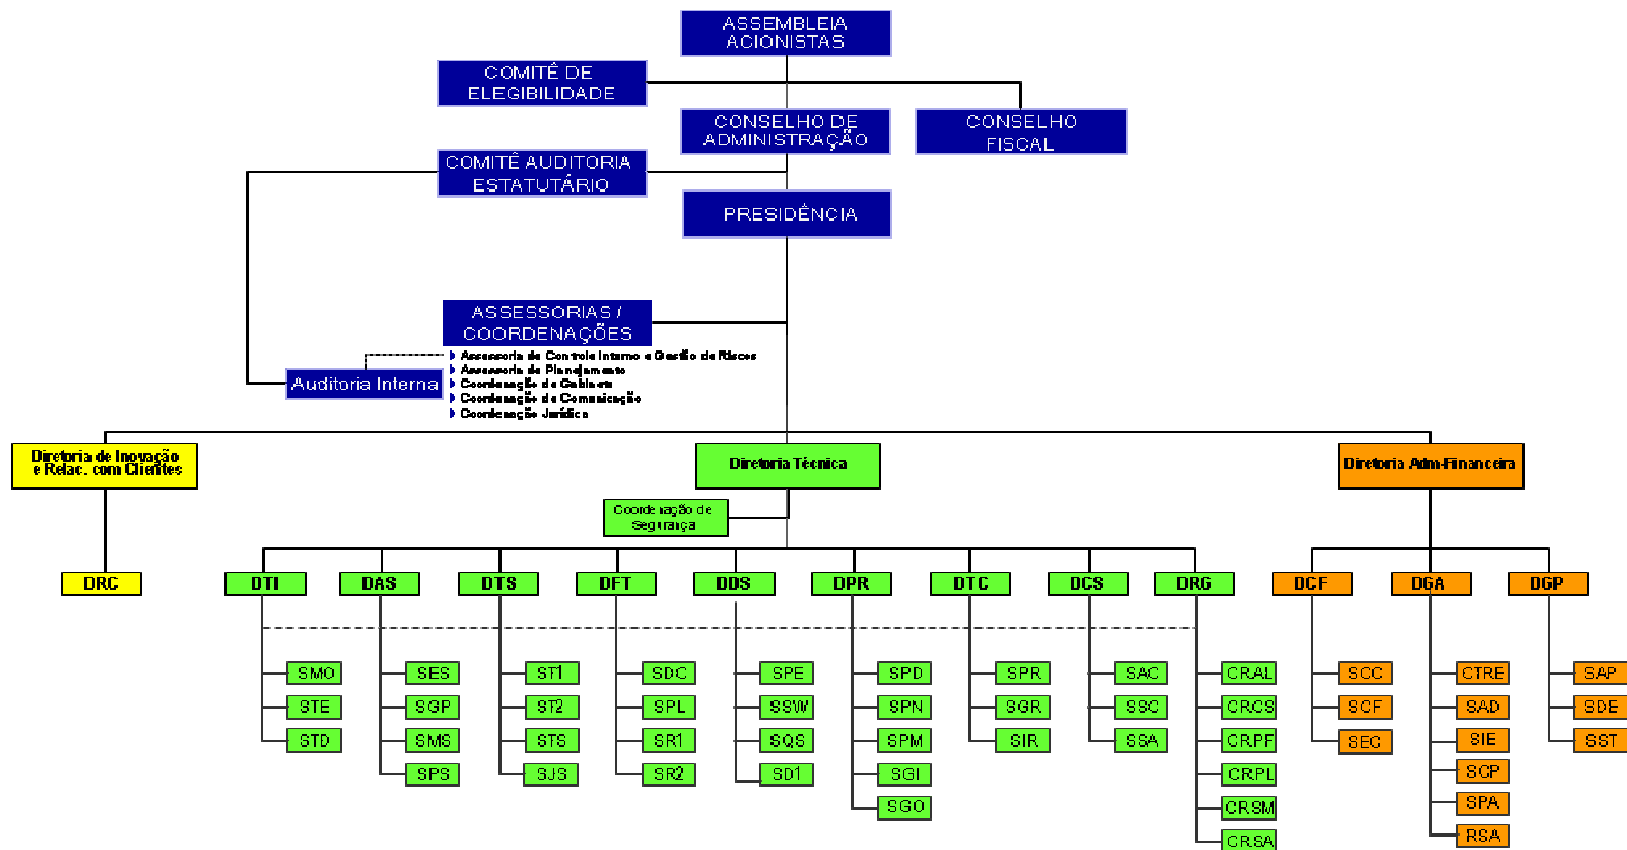 ASSEMBLEIA
ACIONISTAS
COMITÊ DE
ELEGIBILIDADE
CONSELHO DE
ADMINISTRAÇÃO
CONSELHO
FISCAL
COMITÊ AUDITORIA
ESTATUTÁRIO
PRESIDÊNCIA
ASSESSORIAS /
COORDENAÇÕES
Assessoria de Controle Interno e Gestão de Riscos
Assessoria de Planejamento
Coordenação de Gabinete
Coordenação de Comunicação
Coordenação Jurídica
Auditoria Interna
Diretoria de Inovação
e Relac. com Clientes
Diretoria Técnica
Diretoria Adm-Financeira
Coordenação de
Segurança
DRC
DTI
DAS
DTS
DFT
DDS
DPR
DTC
DCS
DRG
DCF
DGA
DGP
SMO
STE
STD
SES
SGP
SMS
SPS
ST1
ST2
STS
SJS
SDC
SPL
SR1
SR2
SPE
SSW
SQS
SD1
SPD
SPN
SPM
SGI
SGO
SPR
SGR
SIR
SAC
SSC
SSA
CRAL
CRCS
CRPF
CRPL
CRSM
CRSA
SCC
SCF
SEC
CTRE
SAD
SIE
SCP
SPA
RSA
SAP
SDE
SST